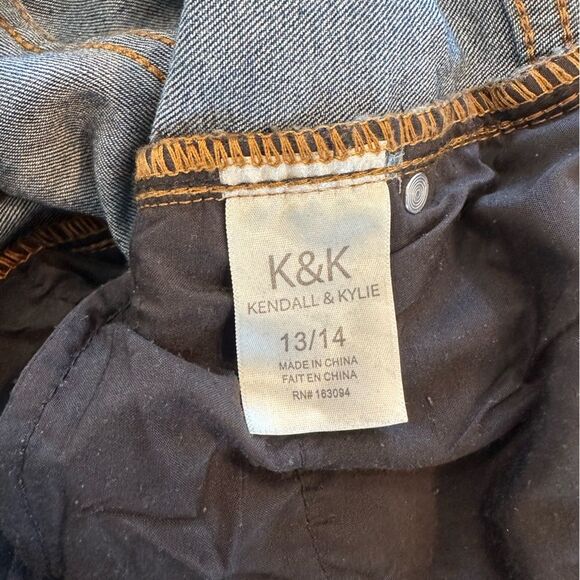 K&K
KENDALL & KYLIE
13/14
MADE IN CHINA
FAIT EN CHINA
RN# 163094